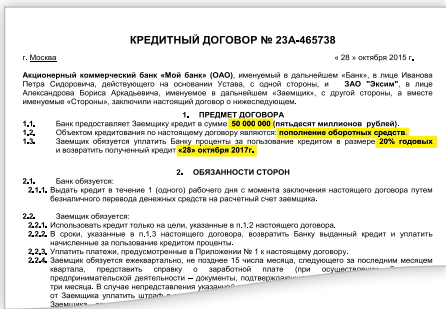 КРЕДИТНЫЙ ДОГОВОР № 23А-465738
г. Москва « 28 » октября 2015 г.
Акционерный коммерческий банк «Мой банк» (ОАО), именуемый в дальнейшем «Банк», в лице Иванова
Петра Сидоровича, действующего на основании Устава, с одной стороны, и ЗАО "Эксим", в лице
Александрова Бориса Аркадьевича, именуемое в дальнейшем «Заемщик», с другой стороны, а вместе
именуемые «Стороны», заключили настоящий договор о нижеследующем.
1. ПРЕДМЕТ ДОГОВОРА
1.1. Банк предоставляет Заемщику кредит в сумме 50 000 000 (пятьдесят миллионов рублей).
1.2. Объектом кредитования по настоящему договору являются: пополнение оборотных средств.
1.3. Заемщик обязуется уплатить Банку проценты за пользование кредитом в размере 20% годовых
и возвратить полученный кредит «28» октября 2017г.
2. ОБЯЗАННОСТИ СТОРОН
2.1. Банк обязуется:
2.1.1. Выдать кредит в течение 1 (одного) рабочего дня с момента заключения настоящего договора путем
безналичного перевода денежных средств на расчетный счет заемщика.
2.2. Заемщик обязуется:
2.2.1. Использовать кредит только на цели, указанные в п.1.2 настоящего договора.
2.2.2. В сроки, указанные в п.1.3 настоящего договора, возвратить Банку выданный кредит и уплатить
начисленные за пользование кредитом проценты.
2.2.3. Уплатить платежи, предусмотренные в Приложении № 1 к настоящему договору.
2.2.4. Заемщик обязуется ежеквартально, не позднее 15 числа месяца, следующего за последним месяцем
квартала, представить справку о заработной плате (при осуществлении
предпринимательской деятельности – документы, подтверждающие
три месяца. В случае непредставления указанной
от Заемщика уплатить штраф в
Заемщика